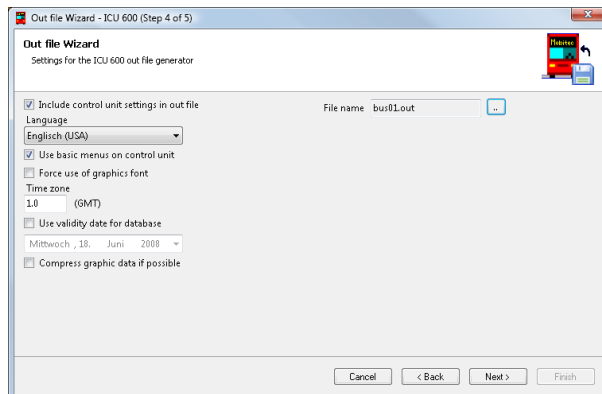 Out file Wizard - ICU 600 (Step 4 of 5)
Out file Wizard
Settings for the ICU 600 out file generator
Mobitec
Include control unit settings in out file
File name bus01.out ..
Language
Englisch (USA)
Use basic menus on control unit
Force use of graphics font
Time zone
1.0 (GMT)
Use validity date for database
Mittwoch , 18. Juni 2008
Compress graphic data if possible
Cancel < Back Next > Finish